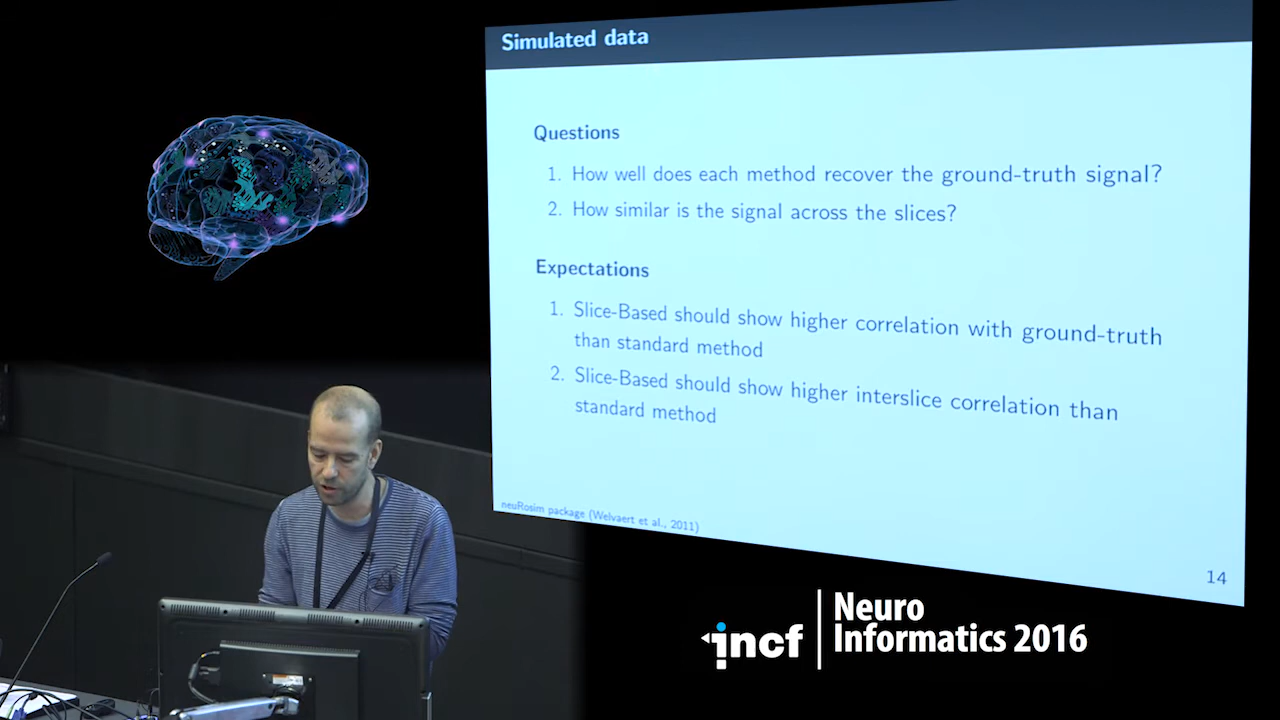 Simulated data
Questions
1. How well does each method recover the ground-truth signal?
2. How similar is the signal across the slices?
Expectations
1. Slice-Based should show higher correlation with ground-truth
than standard method
2. Slice-Based should show higher interslice correlation than
standard method
neuRosim package (Welvaert et al., 2011)
14
incf
Neuro
Informatics 2016